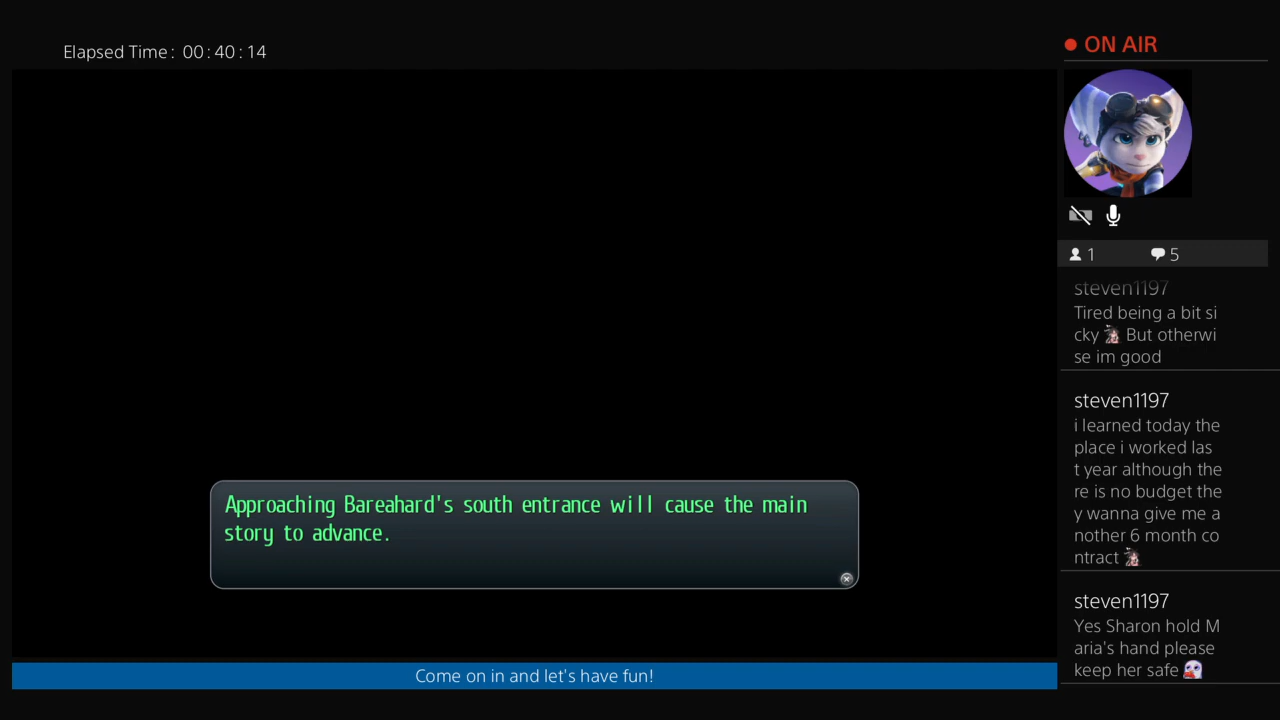 Elapsed Time: 00:40:14
ON AIR
1
5
steven1197
Tired being a bit si
cky But otherwi
se im good
steven1197
i learned today the
place i worked las
t year although the
re is no budget the
y wanna give me a
nother 6 month co
ntract
steven1197
Yes Sharon hold M
aria's hand please
keep her safe
Approaching Bareahard's south entrance will cause the main
story to advance.
Come on in and let's have fun!